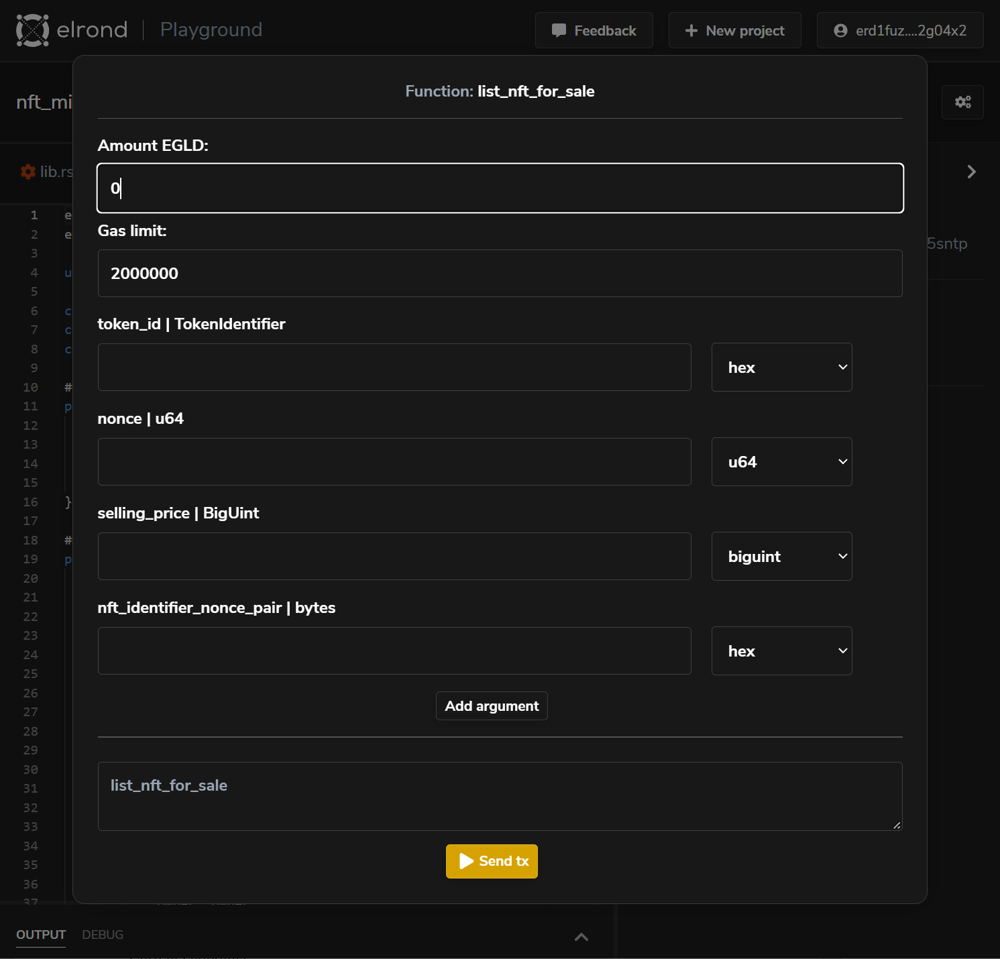 elrond | Playground
Feedback
New project
erd1fuz....2g04x2
nft_mi
Function: list_nft_for_sale
Amount EGLD:
lib.rs
0
Gas limit:
2000000
5sntp
token_id | TokenIdentifier
hex
nonce | u64
u64
selling_price | BigUint
biguint
nft_identifier_nonce_pair | bytes
hex
Add argument
list_nft_for_sale
Send tx
1 e
2 e
3
4 u
5
6 c
7 c
8 c
9
10 #
11 p
12
13
14
15
16 }
17
18 #
19 p
20
21
22
23
24
25
26
27
28
29
30
31
32
33
34
35
36
37
OUTPUT DEBUG